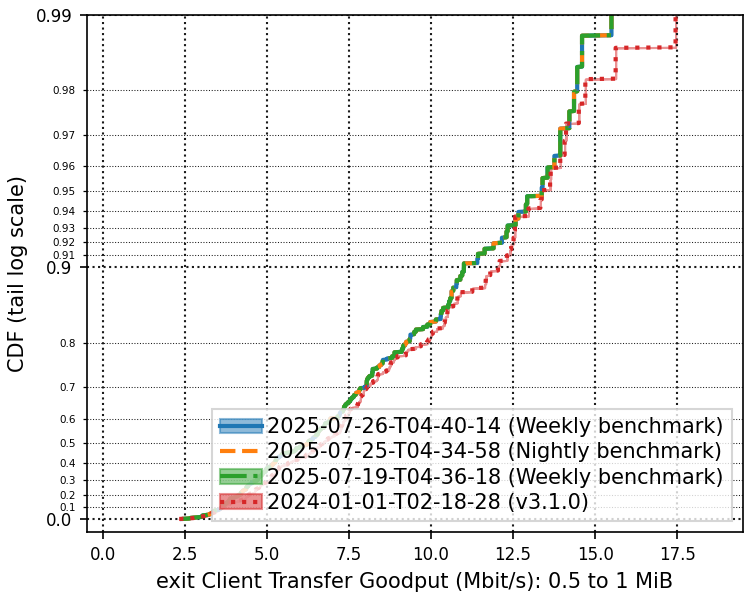 0.99
0.98
0.97
0.96
0.95
0.94
0.93
0.92
0.91
0.9
0.8
0.7
0.6
0.5
0.4
0.3
0.2
0.1
0.0
CDF (tail log scale)
2025-07-26-T04-40-14 (Weekly benchmark)
2025-07-25-T04-34-58 (Nightly benchmark)
2025-07-19-T04-36-18 (Weekly benchmark)
2024-01-01-T02-18-28 (v3.1.0)
0.0 2.5 5.0 7.5 10.0 12.5 15.0 17.5
exit Client Transfer Goodput (Mbit/s): 0.5 to 1 MiB